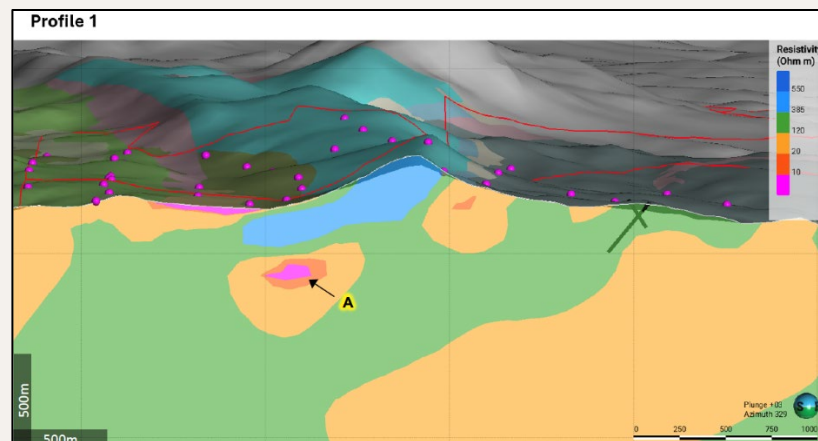 Profile 1
Resistivity
(Ohm m)
550
385
120
20
10
A
500m
500m
Plunge +03
Azimuth 329
0 250 500 750 1000